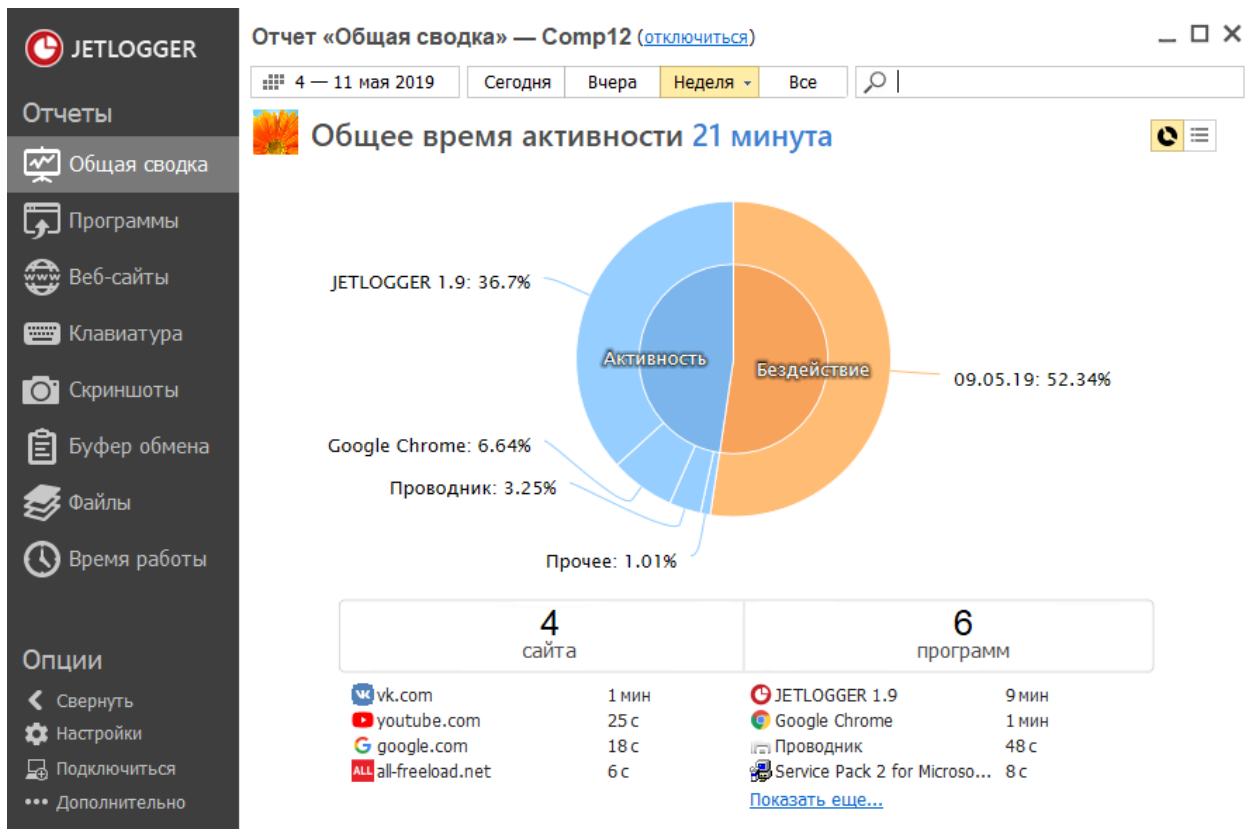 JETLOGGER
Отчеты
Общая сводка
Программы
Веб-сайты
Клавиатура
Скриншоты
Буфер обмена
Файлы
Время работы
Опции
Свернуть
Настройки
Подключиться
Дополнительно
Отчет «Общая сводка» — Comp12 (отключиться)
4 — 11 мая 2019 Сегодня Вчера Неделя Все
Общее время активности 21 минута
JETLOGGER 1.9: 36.7%
Активность
Бездействие
09.05.19: 52.34%
Google Chrome: 6.64%
Проводник: 3.25%
Прочее: 1.01%
4
сайта
6
программ
vk.com 1 мин
youtube.com 25 с
google.com 18 с
ALL all-freeload.net 6 с
JETLOGGER 1.9 9 мин
Google Chrome 1 мин
Проводник 48 с
Service Pack 2 for Microso... 8 с
Показать еще...